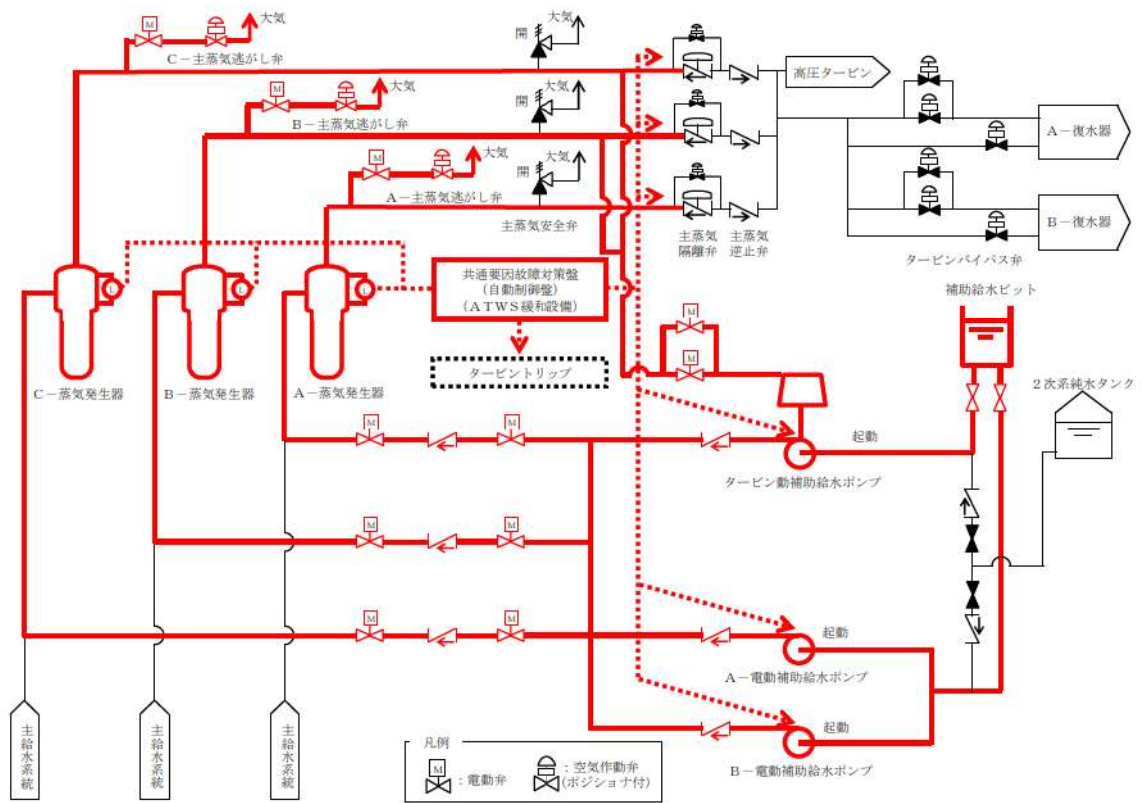 大気
M
C－主蒸気逃がし弁
開
大気
大気
M
B－主蒸気逃がし弁
開
大気
大気
M
A－主蒸気逃がし弁
開
大気
主蒸気安全弁
主蒸気
隔離弁
主蒸気
逆止弁
高圧タービン
A－復水器
B－復水器
タービンバイパス弁
L
L
L
共通要因故障対策盤
(自動制御盤)
(ATWS緩和設備)
タービントリップ
C－蒸気発生器
B－蒸気発生器
A－蒸気発生器
M
M
補助給水ピット
2次系純水タンク
M
M
起動
タービン動補助給水ポンプ
M
M
M
M
起動
A－電動補助給水ポンプ
起動
B－電動補助給水ポンプ
主給水系統
主給水系統
主給水系統
凡例
M
：電動弁
：空気作動弁
(ポジショナ付)